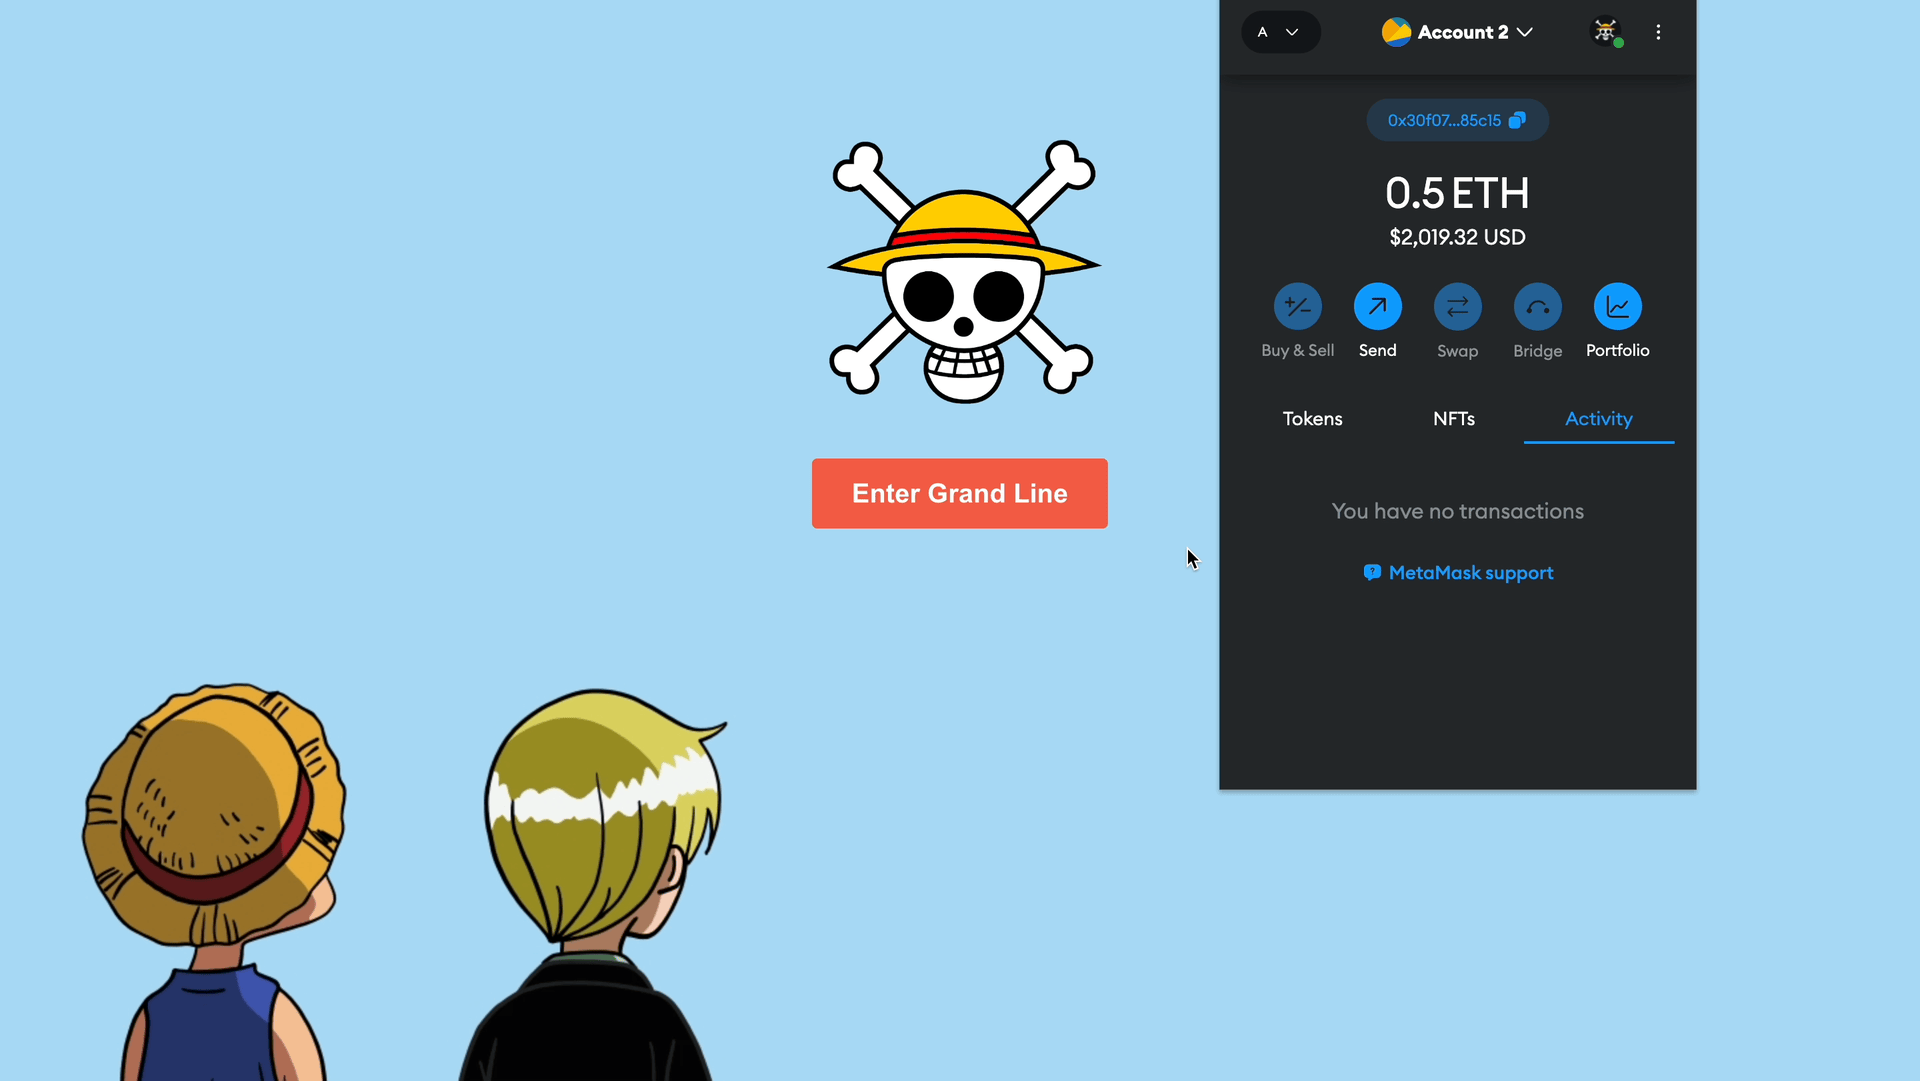 A
Account 2
0x30f07...85c15
0.5 ETH
$2,019.32 USD
Buy & Sell
Send
Swap
Bridge
Portfolio
Tokens
NFTs
Activity
You have no transactions
MetaMask support
Enter Grand Line